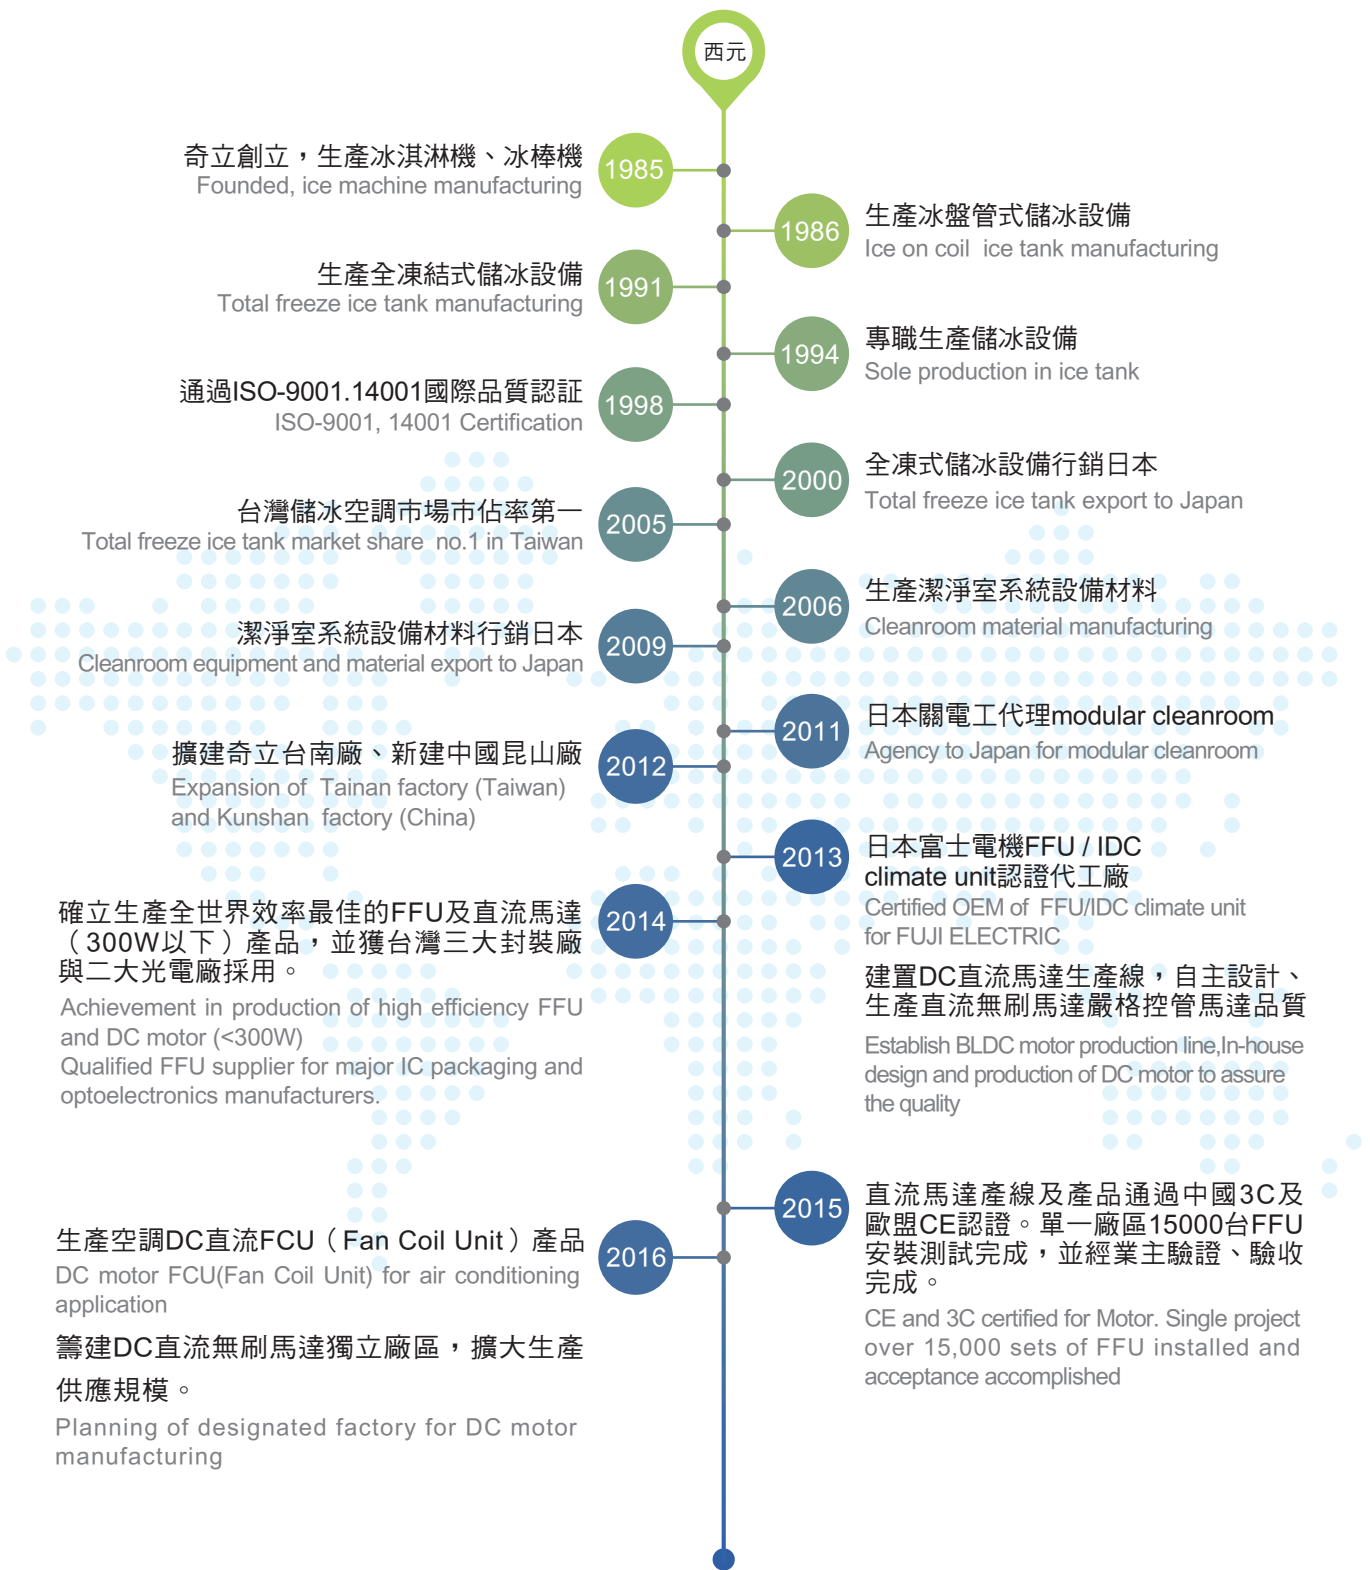 西元
1985
奇立創立，生產冰淇淋機、冰棒機
Founded, ice machine manufacturing
1986
生產冰盤管式儲冰設備
Ice on coil ice tank manufacturing
1991
生產全凍結式儲冰設備
Total freeze ice tank manufacturing
1994
專職生產儲冰設備
Sole production in ice tank
1998
通過ISO-9001.14001國際品質認証
ISO-9001, 14001 Certification
2000
全凍式儲冰設備行銷日本
Total freeze ice tank export to Japan
2005
台灣儲冰空調市場市佔率第一
Total freeze ice tank market share no.1 in Taiwan
2006
生產潔淨室系統設備材料
Cleanroom material manufacturing
2009
潔淨室系統設備材料行銷日本
Cleanroom equipment and material export to Japan
2011
日本關電工代理modular cleanroom
Agency to Japan for modular cleanroom
2012
擴建奇立台南廠、新建中國昆山廠
Expansion of Tainan factory (Taiwan)
and Kunshan factory (China)
2013
日本富士電機FFU / IDC
climate unit認證代工廠
Certified OEM of FFU/IDC climate unit
for FUJI ELECTRIC
建置DC直流馬達生產線，自主設計、
生產直流無刷馬達嚴格控管馬達品質
Establish BLDC motor production line,In-house
design and production of DC motor to assure
the quality
2014
確立生產全世界效率最佳的FFU及直流馬達
（300W以下）產品，並獲台灣三大封裝廠
與二大光電廠採用。
Achievement in production of high efficiency FFU
and DC motor (<300W)
Qualified FFU supplier for major IC packaging and
optoelectronics manufacturers.
2015
直流馬達產線及產品通過中國3C及
歐盟CE認證。單一廠區15000台FFU
安裝測試完成，並經業主驗證、驗收
完成。
CE and 3C certified for Motor. Single project
over 15,000 sets of FFU installed and
acceptance accomplished
2016
生產空調DC直流FCU（Fan Coil Unit）產品
DC motor FCU(Fan Coil Unit) for air conditioning
application
籌建DC直流無刷馬達獨立廠區，擴大生產
供應規模。
Planning of designated factory for DC motor
manufacturing